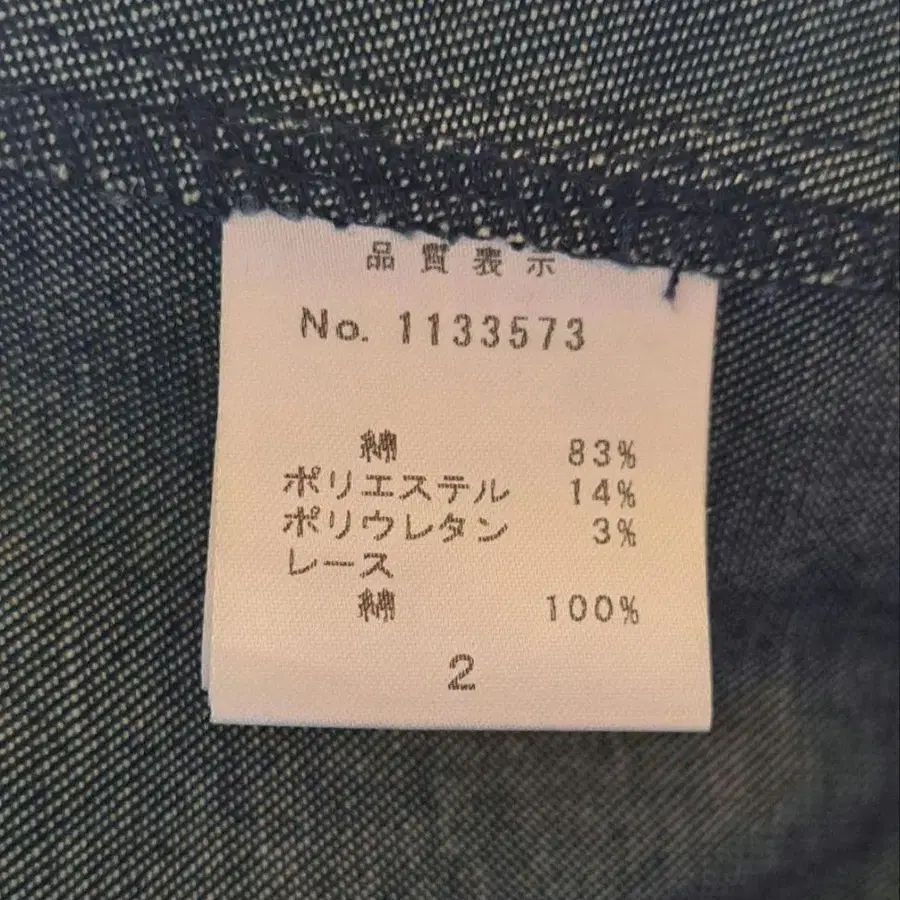 品質表示
No. 1133573
綿 83%
ポリエステル 14%
ポリウレタン 3%
レース
綿 100%
2